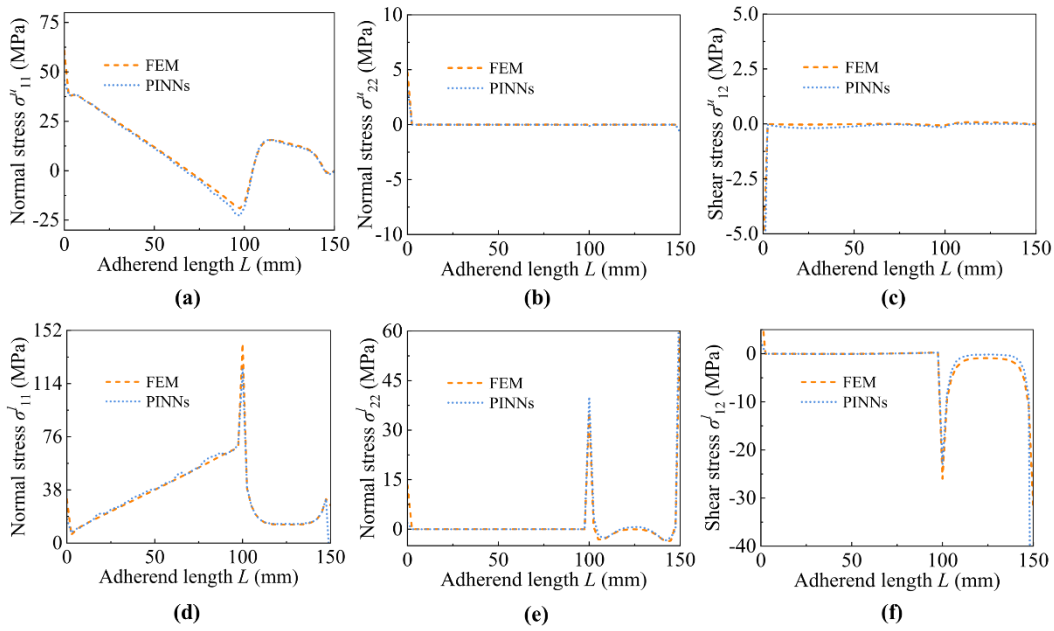 Normal stress σᵘ₁₁ (MPa)
75
50
25
0
-25
FEM
PINNs
0
50
100
150
Adherend length L (mm)
(a)
Normal stress σᵘ₂₂ (MPa)
10
5
0
-5
-10
FEM
PINNs
0
50
100
150
Adherend length L (mm)
(b)
Shear stress σᵘ₁₂ (MPa)
5.0
2.5
0.0
-2.5
-5.0
FEM
PINNs
0
50
100
150
Adherend length L (mm)
(c)
Normal stress σˡ₁₁ (MPa)
152
114
76
38
0
FEM
PINNs
0
50
100
150
Adherend length L (mm)
(d)
Normal stress σˡ₂₂ (MPa)
60
45
30
15
0
FEM
PINNs
0
50
100
150
Adherend length L (mm)
(e)
Shear stress σˡ₁₂ (MPa)
0
-10
-20
-30
-40
FEM
PINNs
0
50
100
150
Adherend length L (mm)
(f)